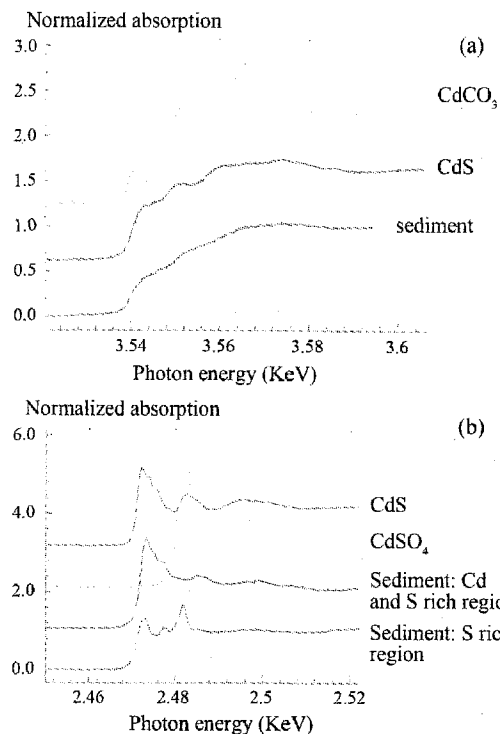 Normalized absorption
(a)
3.0
2.5
CdCO₃
2.0
CdS
1.5
1.0
sediment
0.5
0.0
3.54 3.56 3.58 3.6
Photon energy (KeV)
Normalized absorption
(b)
6.0
CdS
4.0
CdSO₄
Sediment: Cd
2.0
and S rich regio
Sediment: S ric
region
0.0
2.46 2.48 2.5 2.52
Photon energy (KeV)